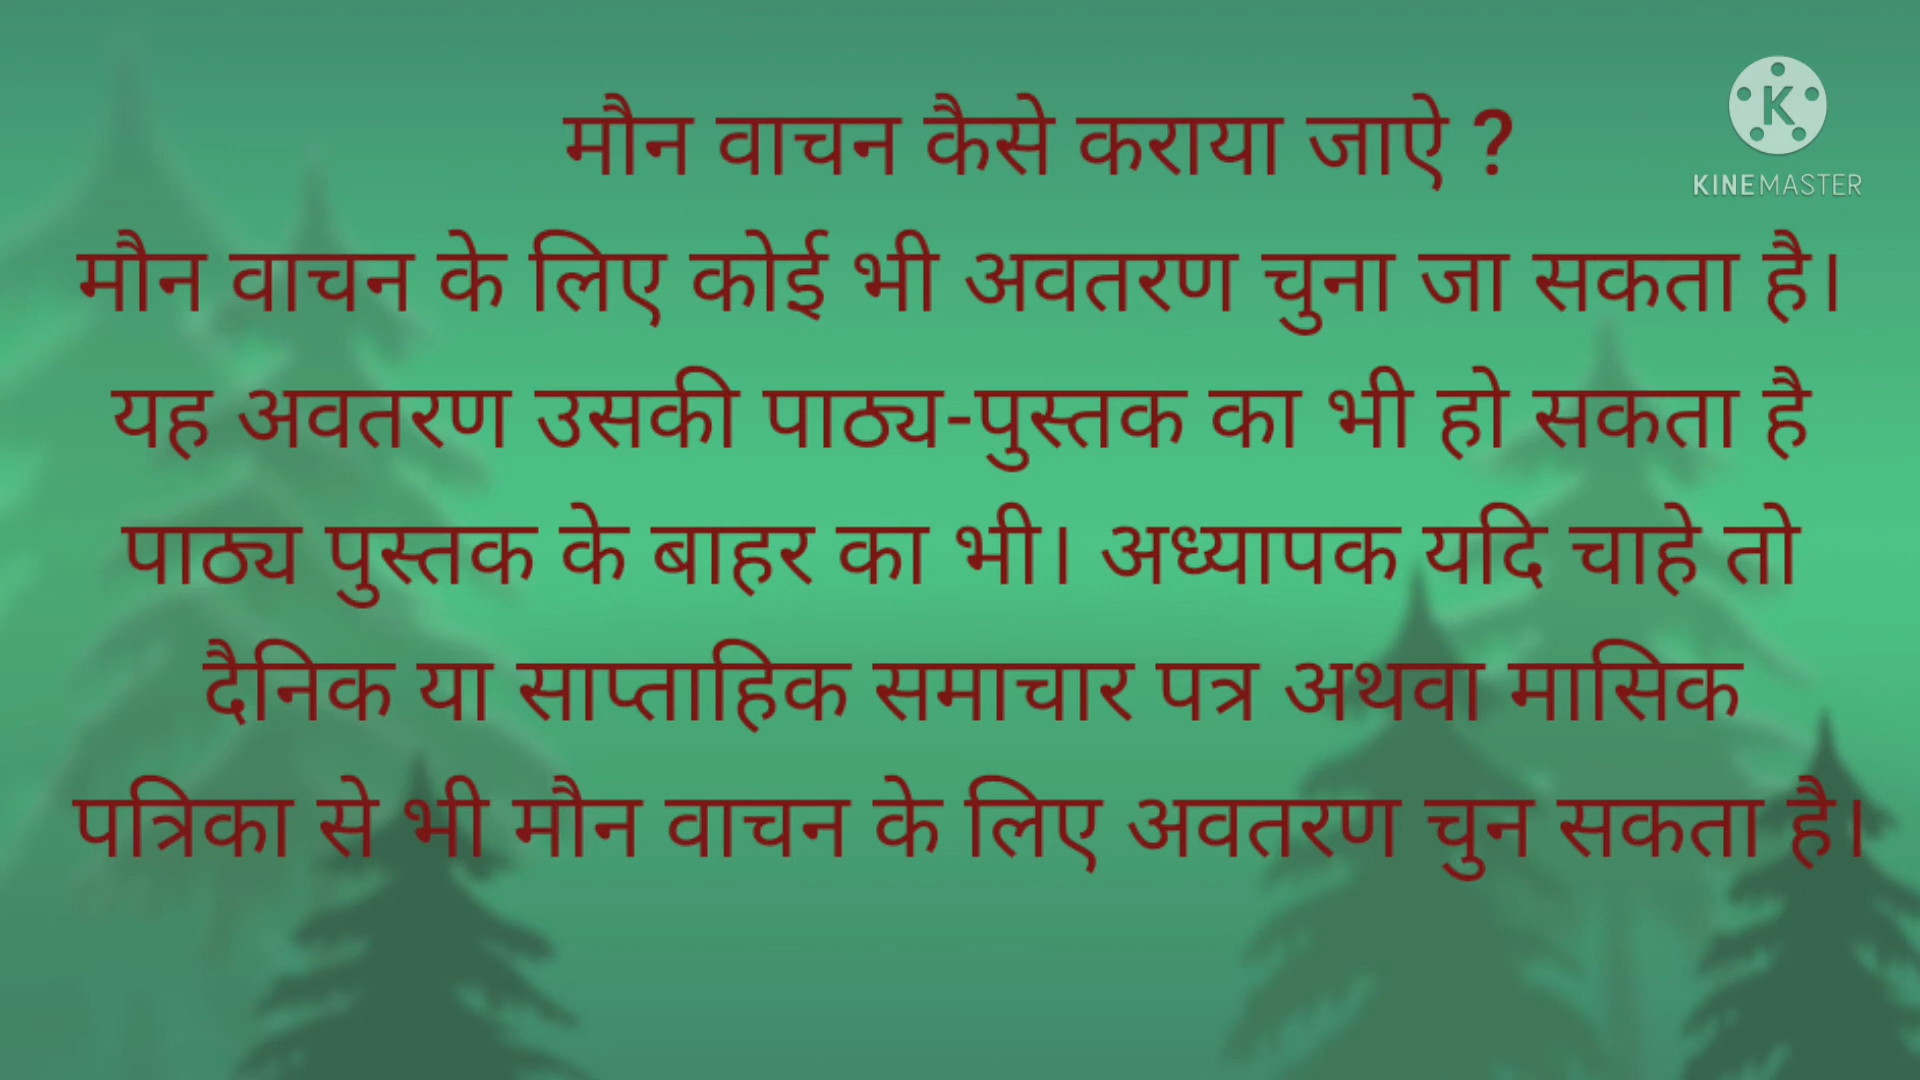 मौन वाचन कैसे कराया जाऐ ?
KINEMASTER
मौन वाचन के लिए कोई भी अवतरण चुना जा सकता है।
यह अवतरण उसकी पाठ्य-पुस्तक का भी हो सकता है
पाठ्य पुस्तक के बाहर का भी। अध्यापक यदि चाहे तो
दैनिक या साप्ताहिक समाचार पत्र अथवा मासिक
पत्रिका से भी मौन वाचन के लिए अवतरण चुन सकता है।